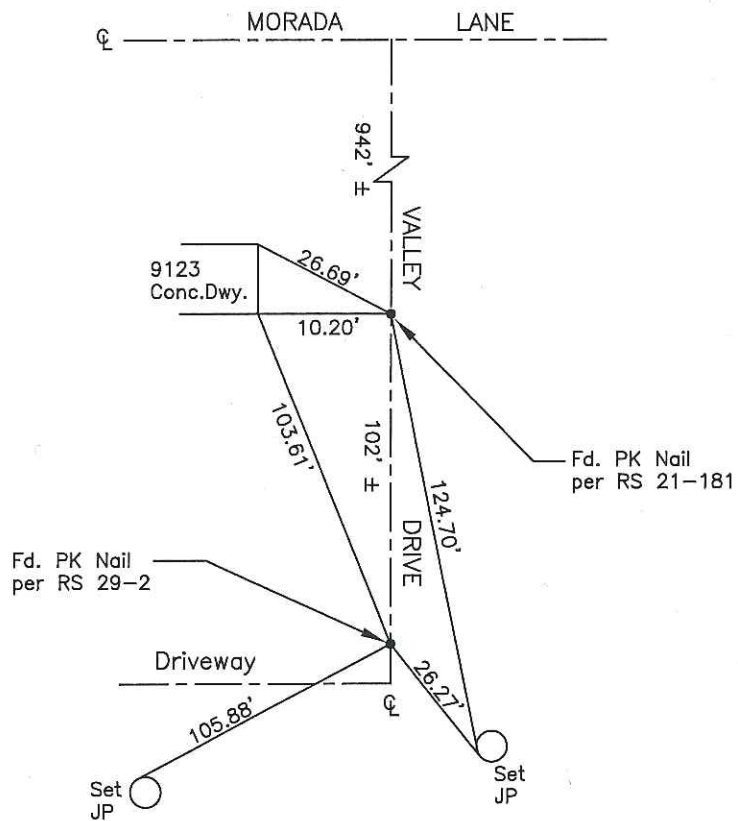 MORADA LANE
℄
942'
±
VALLEY
9123
Conc.Dwy.
26.69'
10.20'
103.61'
102'
±
124.70'
Fd. PK Nail
per RS 21-181
DRIVE
Fd. PK Nail
per RS 29-2
Driveway
℄
26.27'
105.88'
Set
JP
Set
JP